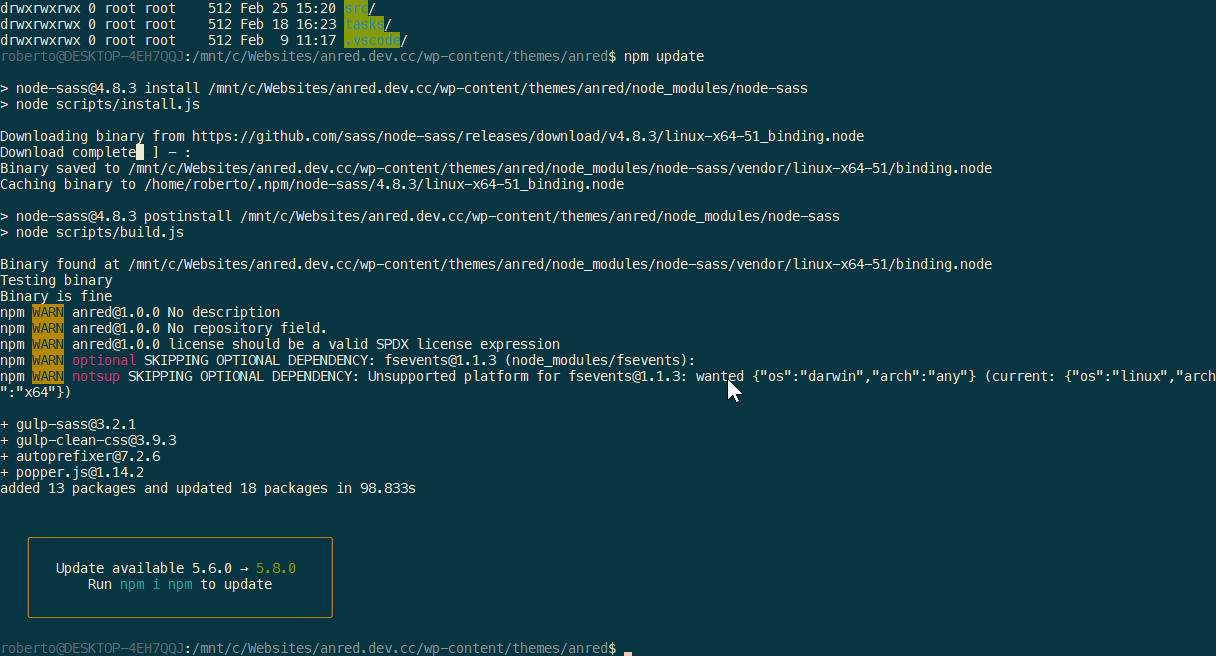 drwxrwxrwx 0 root root    512 Feb 25 15:20 src/
drwxrwxrwx 0 root root    512 Feb 18 16:23 tasks/
drwxrwxrwx 0 root root    512 Feb  9 11:17 .vscode/
roberto@DESKTOP-4EH7QQJ:/mnt/c/Websites/anred.dev.cc/wp-content/themes/anred$ npm update
> node-sass@4.8.3 install /mnt/c/Websites/anred.dev.cc/wp-content/themes/anred/node_modules/node-sass
> node scripts/install.js
Downloading binary from https://github.com/sass/node-sass/releases/download/v4.8.3/linux-x64-51_binding.node
Download complete ] - :
Binary saved to /mnt/c/Websites/anred.dev.cc/wp-content/themes/anred/node_modules/node-sass/vendor/linux-x64-51/binding.node
Caching binary to /home/roberto/.npm/node-sass/4.8.3/linux-x64-51_binding.node
> node-sass@4.8.3 postinstall /mnt/c/Websites/anred.dev.cc/wp-content/themes/anred/node_modules/node-sass
> node scripts/build.js
Binary found at /mnt/c/Websites/anred.dev.cc/wp-content/themes/anred/node_modules/node-sass/vendor/linux-x64-51/binding.node
Testing binary
Binary is fine
npm WARN anred@1.0.0 No description
npm WARN anred@1.0.0 No repository field.
npm WARN anred@1.0.0 license should be a valid SPDX license expression
npm WARN optional SKIPPING OPTIONAL DEPENDENCY: fsevents@1.1.3 (node_modules/fsevents):
npm WARN notsup SKIPPING OPTIONAL DEPENDENCY: Unsupported platform for fsevents@1.1.3: wanted {"os":"darwin","arch":"any"} (current: {"os":"linux","arch
":"x64"})
+ gulp-sass@3.2.1
+ gulp-clean-css@3.9.3
+ autoprefixer@7.2.6
+ popper.js@1.14.2
added 13 packages and updated 18 packages in 98.833s
Update available 5.6.0 → 5.8.0
Run npm i npm to update
roberto@DESKTOP-4EH7QQJ:/mnt/c/Websites/anred.dev.cc/wp-content/themes/anred$